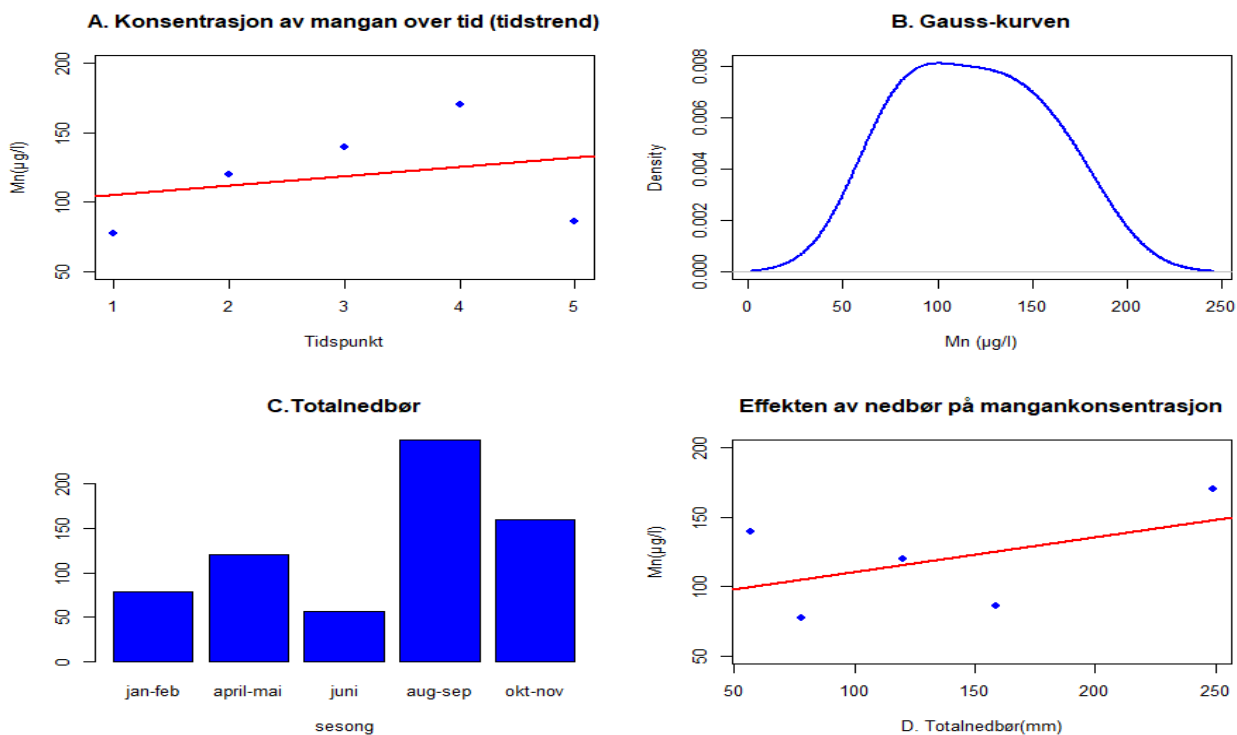 A. Konsentrasjon av mangan over tid (tidstrend)
Mn(µg/l)
200
150
100
50
1 2 3 4 5
Tidspunkt
B. Gauss-kurven
Density
0.008
0.006
0.004
0.002
0.000
0 50 100 150 200 250
Mn (µg/l)
C.Totalnedbør
200
150
100
50
0
jan-feb april-mai juni aug-sep okt-nov
sesong
Effekten av nedbør på mangankonsentrasjon
Mn(µg/l)
200
150
100
50
50 100 150 200 250
D. Totalnedbør(mm)